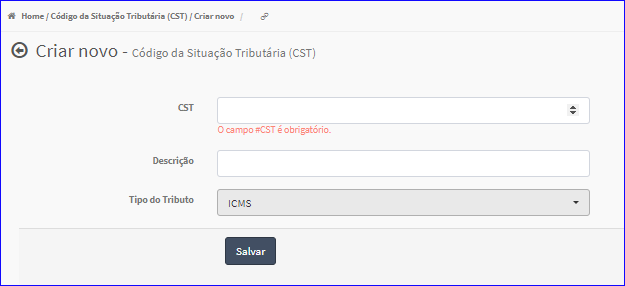 Home / Código da Situação Tributária (CST) / Criar novo /
Criar novo - Código da Situação Tributária (CST)
CST
O campo #CST é obrigatório.
Descrição
Tipo do Tributo
ICMS
Salvar